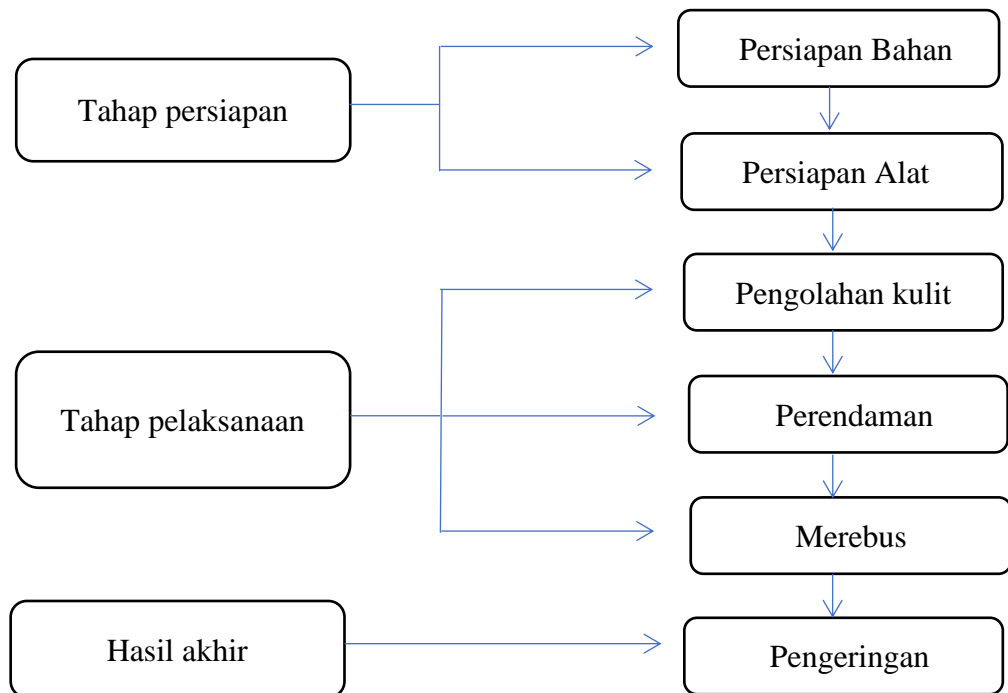 Tahap persiapan
Persiapan Bahan
Persiapan Alat
Tahap pelaksanaan
Pengolahan kulit
Perendaman
Merebus
Hasil akhir
Pengeringan